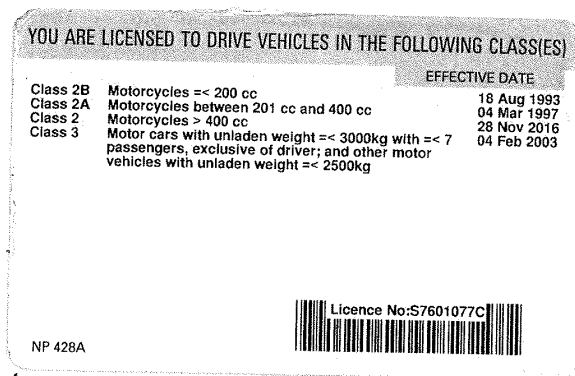 YOU ARE LICENSED TO DRIVE VEHICLES IN THE FOLLOWING CLASS(ES)
EFFECTIVE DATE
Class 2B Motorcycles =< 200 cc 18 Aug 1993
Class 2A Motorcycles between 201 cc and 400 cc 04 Mar 1997
Class 2 Motorcycles > 400 cc 28 Nov 2016
Class 3 Motor cars with unladen weight =< 3000kg with =< 7 04 Feb 2003
passengers, exclusive of driver; and other motor
vehicles with unladen weight =< 2500kg
Licence No:S7601077C
NP 428A